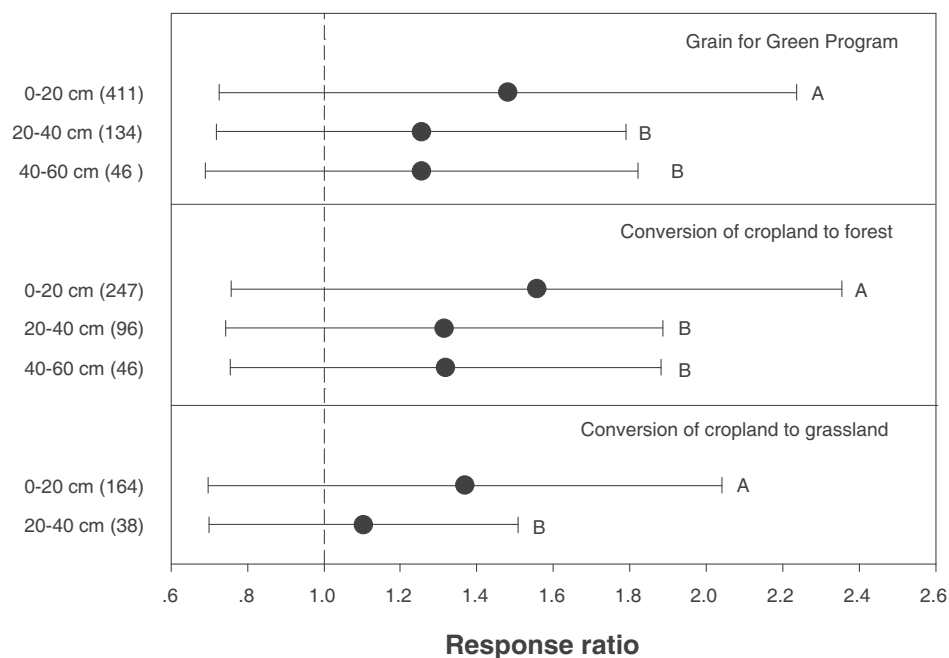 Grain for Green Program
0-20 cm (411) A
20-40 cm (134) B
40-60 cm (46 ) B
Conversion of cropland to forest
0-20 cm (247) A
20-40 cm (96) B
40-60 cm (46) B
Conversion of cropland to grassland
0-20 cm (164) A
20-40 cm (38) B
.6 .8 1.0 1.2 1.4 1.6 1.8 2.0 2.2 2.4 2.6
Response ratio